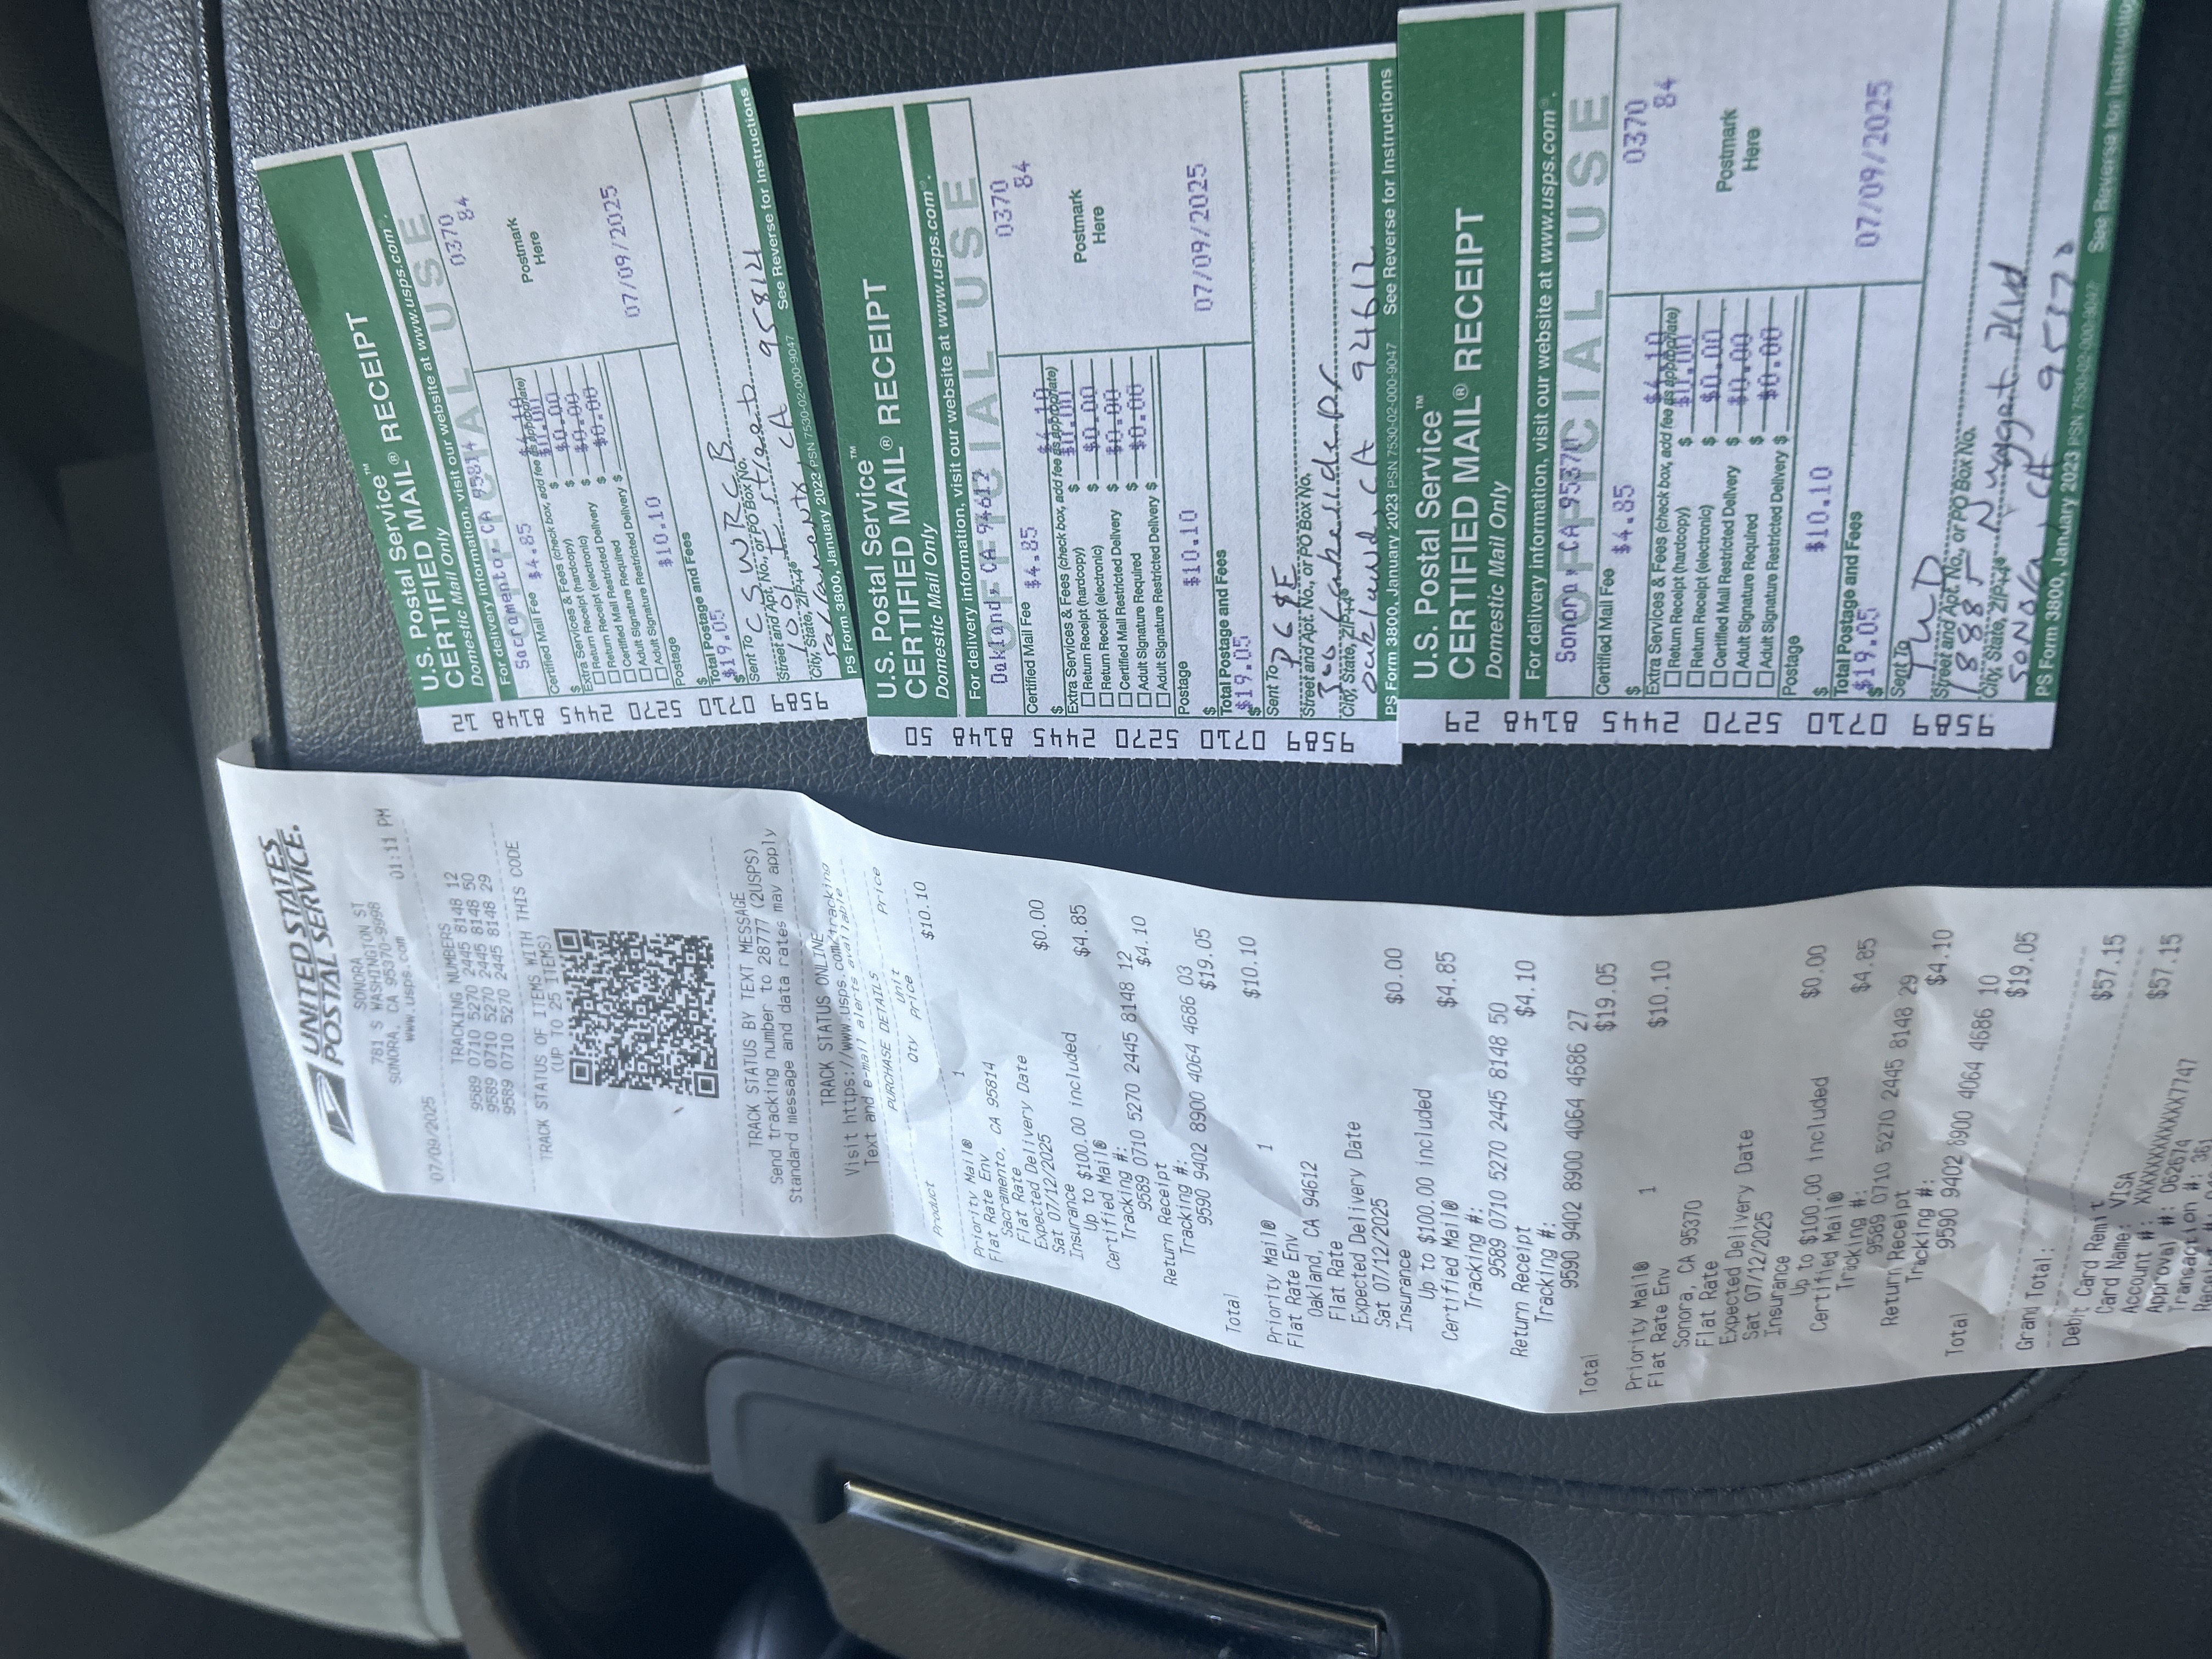 UNITED STATES
POSTAL SERVICE.
SONORA
781 S WASHINGTON ST
SONORA, CA 95370-9998
www.usps.com
07/09/2025 01:11 PM
TRACKING NUMBERS
9589 0710 5270 2445 8148 12
9589 0710 5270 2445 8148 50
9589 0710 5270 2445 8148 29
TRACK STATUS OF ITEMS WITH THIS CODE
(UP TO 25 ITEMS)
TRACK STATUS BY TEXT MESSAGE
Send tracking number to 28777 (2USPS)
Standard message and data rates may apply
TRACK STATUS ONLINE
Visit https://www.usps.com/tracking
Text and e-mail alerts available
PURCHASE DETAILS
Product Qty Unit Price
Price
Priority Mail® 1 $10.10
Flat Rate Env
Sacramento, CA 95814
Flat Rate
Expected Delivery Date
Sat 07/12/2025
Insurance $0.00
Up to $100.00 included
Certified Mail® $4.85
Tracking #:
9589 0710 5270 2445 8148 12
Return Receipt $4.10
Tracking #:
9590 9402 8900 4064 4686 03
Total $19.05
Priority Mail® 1 $10.10
Flat Rate Env
Oakland, CA 94612
Flat Rate
Expected Delivery Date
Sat 07/12/2025
Insurance $0.00
Up to $100.00 included
Certified Mail® $4.85
Tracking #:
9589 0710 5270 2445 8148 50
Return Receipt $4.10
Tracking #:
9590 9402 8900 4064 4686 27
Total $19.05
Priority Mail® 1 $10.10
Flat Rate Env
Sonora, CA 95370
Flat Rate
Expected Delivery Date
Sat 07/12/2025
Insurance $0.00
Up to $100.00 included
Certified Mail® $4.85
Tracking #:
9589 0710 5270 2445 8148 29
Return Receipt $4.10
Tracking #:
9590 9402 8900 4064 4686 10
Total $19.05
Grand Total: $57.15
Debit Card Remit $57.15
Card Name: VISA
Account #: XXXXXXXXXXXX7747
Approval #: 062674
Transaction #: 361
9589 0710 5270 2445 8148 12
U.S. Postal Service™
CERTIFIED MAIL® RECEIPT
Domestic Mail Only
For delivery information, visit our website at www.usps.com®.
OFFICIAL USE
Sacramento, CA 95814
Certified Mail Fee $4.85
$ $4.10
Extra Services & Fees (check box, add fee as appropriate)
Return Receipt (hardcopy) $ $0.00
Return Receipt (electronic) $ $0.00
Certified Mail Restricted Delivery $ $0.00
Adult Signature Required $ $0.00
Adult Signature Restricted Delivery $
Postage $10.10
$
Total Postage and Fees
$ $19.05
0370
84
Postmark
Here
07/09/2025
Sent To CSWRCB
Street and Apt. No., or PO Box No.
1001 I street
City, State, ZIP+4®
Sacramento, CA 95814
PS Form 3800, January 2023 PSN 7530-02-000-9047 See Reverse for Instructions
9589 0710 5270 2445 8148 50
U.S. Postal Service™
CERTIFIED MAIL® RECEIPT
Domestic Mail Only
For delivery information, visit our website at www.usps.com®.
OFFICIAL USE
Oakland, CA 94612
Certified Mail Fee $4.85
$ $4.10
Extra Services & Fees (check box, add fee as appropriate)
Return Receipt (hardcopy) $ $0.00
Return Receipt (electronic) $ $0.00
Certified Mail Restricted Delivery $ $0.00
Adult Signature Required $ $0.00
Adult Signature Restricted Delivery $
Postage $10.10
$
Total Postage and Fees
$ $19.05
0370
84
Postmark
Here
07/09/2025
Sent To PG$E
Street and Apt. No., or PO Box No.
300 Lakeside Dr
City, State, ZIP+4®
Oakland, CA 94612
PS Form 3800, January 2023 PSN 7530-02-000-9047 See Reverse for Instructions
9589 0710 5270 2445 8148 29
U.S. Postal Service™
CERTIFIED MAIL® RECEIPT
Domestic Mail Only
For delivery information, visit our website at www.usps.com®.
OFFICIAL USE
Sonora, CA 95370
Certified Mail Fee $4.85
$ $4.10
Extra Services & Fees (check box, add fee as appropriate)
Return Receipt (hardcopy) $ $0.00
Return Receipt (electronic) $ $0.00
Certified Mail Restricted Delivery $ $0.00
Adult Signature Required $ $0.00
Adult Signature Restricted Delivery $
Postage $10.10
$
Total Postage and Fees
$ $19.05
0370
84
Postmark
Here
07/09/2025
Sent To TUD
Street and Apt. No., or PO Box No.
18885 Nugget Blvd
City, State, ZIP+4®
Sonora, CA 95370
PS Form 3800, January 2023 PSN 7530-02-000-9047 See Reverse for Instructio